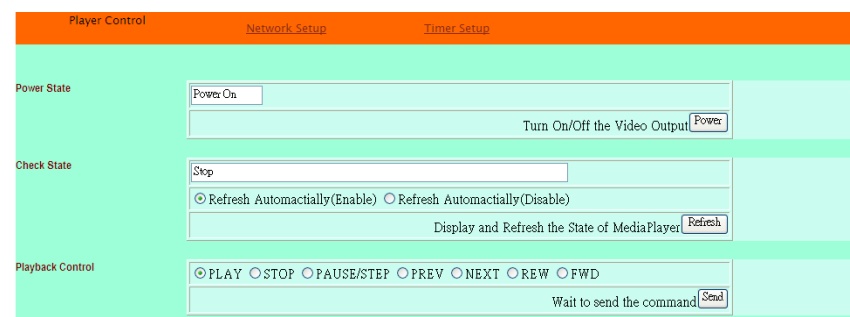 Player Control Network Setup Timer Setup
Power State
Power On
Turn On/Off the Video Output Power
Check State
Stop
Refresh Automactially(Enable) Refresh Automactially(Disable)
Display and Refresh the State of MediaPlayer Refresh
Playback Control
PLAY STOP PAUSE/STEP PREV NEXT REW FWD
Wait to send the command Send